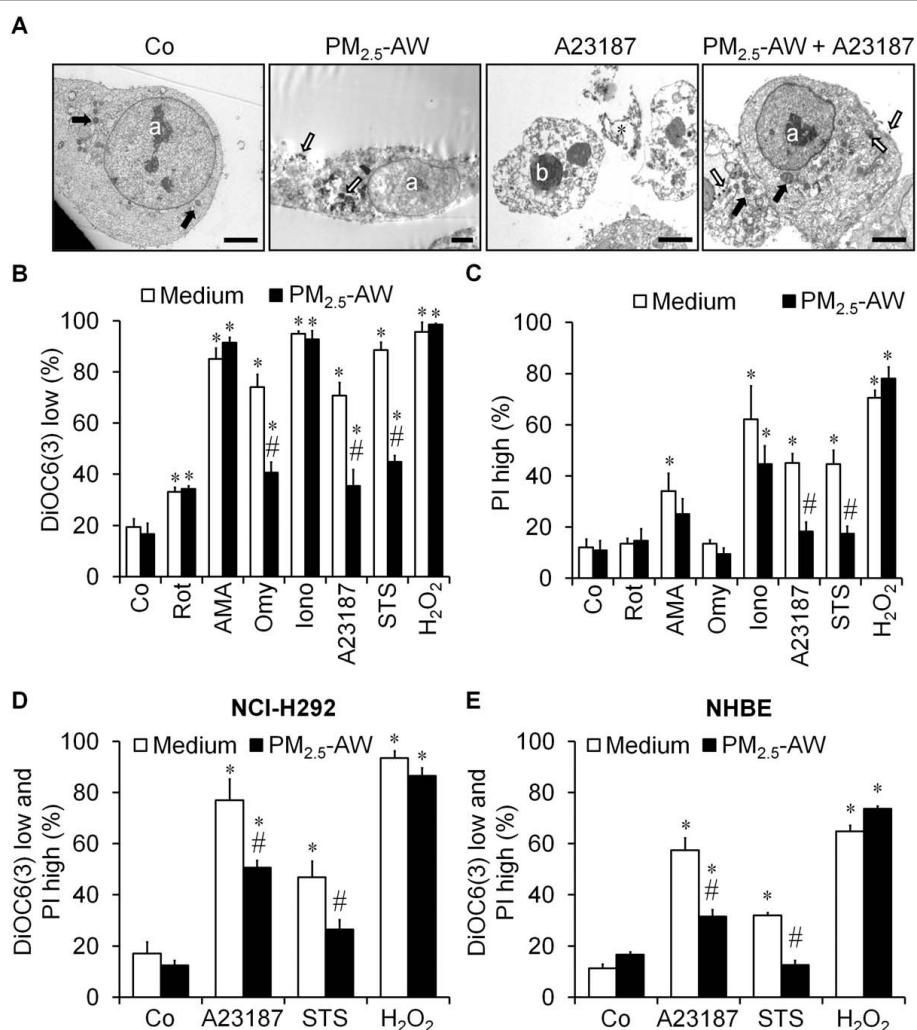 A
Co
PM2.5-AW
A23187
PM2.5-AW + A23187
a
a
b
*
a
B
Medium
PM2.5-AW
DiOC6(3) low (%)
100
80
60
40
20
0
* * * * * * * * * * * * *
# # #
Co
Rot
AMA
Omy
Iono
A23187
STS
H2O2
C
Medium
PM2.5-AW
PI high (%)
100
80
60
40
20
0
* * * * * * *
# #
Co
Rot
AMA
Omy
Iono
A23187
STS
H2O2
D
NCI-H292
Medium
PM2.5-AW
DiOC6(3) low and
PI high (%)
100
80
60
40
20
0
* * * * *
# #
Co
A23187
STS
H2O2
E
NHBE
Medium
PM2.5-AW
DiOC6(3) low and
PI high (%)
100
80
60
40
20
0
* * * * *
# #
Co
A23187
STS
H2O2